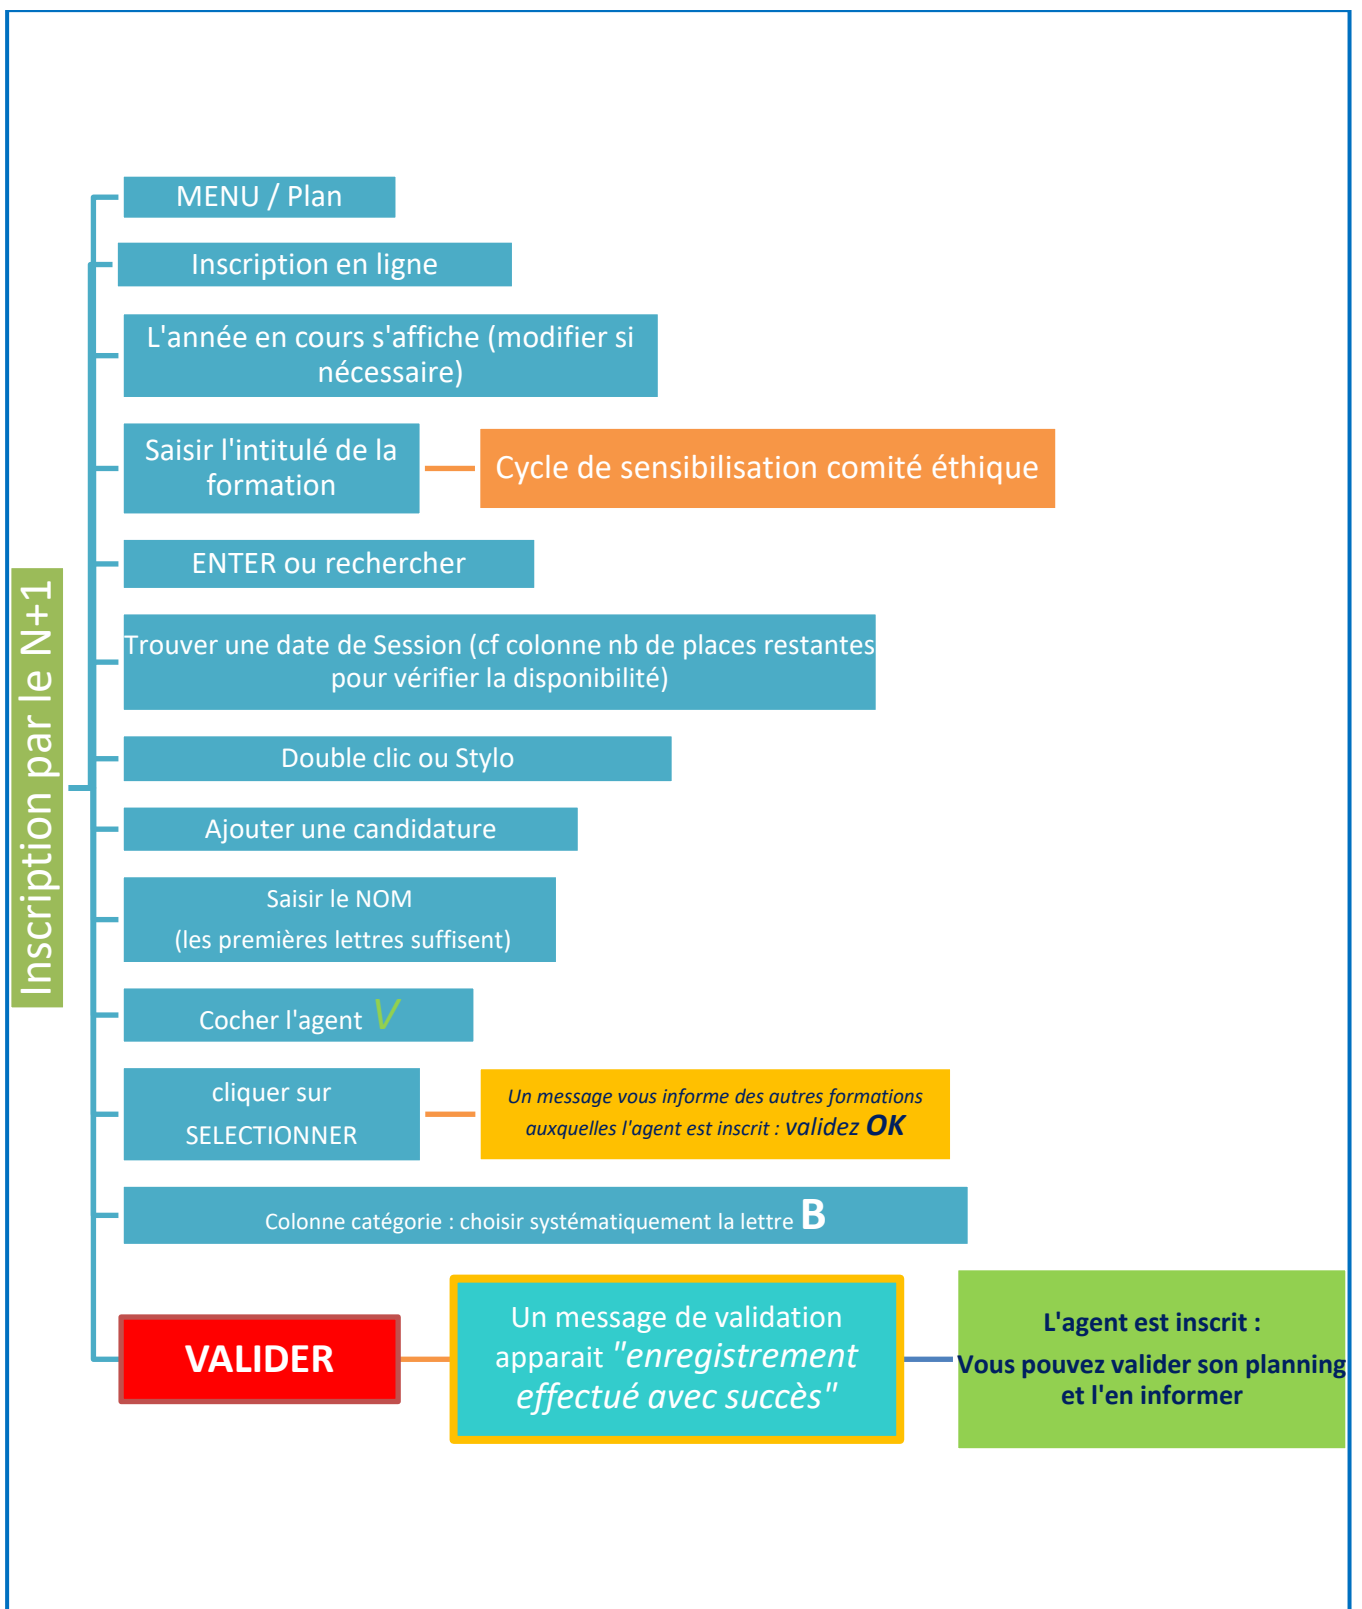 Inscription par le N+1
MENU / Plan
Inscription en ligne
L'année en cours s'affiche (modifier si
nécessaire)
Saisir l'intitulé de la
formation
Cycle de sensibilisation comité éthique
ENTER ou rechercher
Trouver une date de Session (cf colonne nb de places restantes
pour vérifier la disponibilité)
Double clic ou Stylo
Ajouter une candidature
Saisir le NOM
(les premières lettres suffisent)
Cocher l'agent V
cliquer sur
SELECTIONNER
Un message vous informe des autres formations
auxquelles l'agent est inscrit : validez OK
Colonne catégorie : choisir systématiquement la lettre B
VALIDER
Un message de validation
apparait "enregistrement
effectué avec succès"
L'agent est inscrit :
Vous pouvez valider son planning
et l'en informer